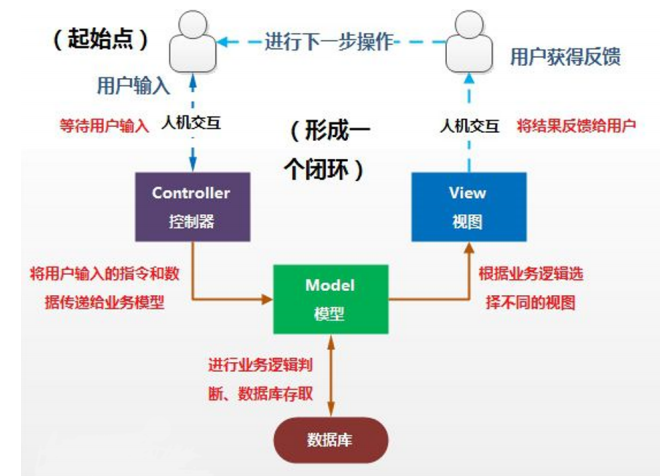 （起始点）
进行下一步操作
用户获得反馈
用户输入
等待用户输入
人机交互
（形成一
个闭环）
人机交互
将结果反馈给用户
Controller
控制器
View
视图
将用户输入的指令和数
据传递给业务模型
Model
模型
根据业务逻辑选
择不同的视图
进行业务逻辑判
断、数据库存取
数据库